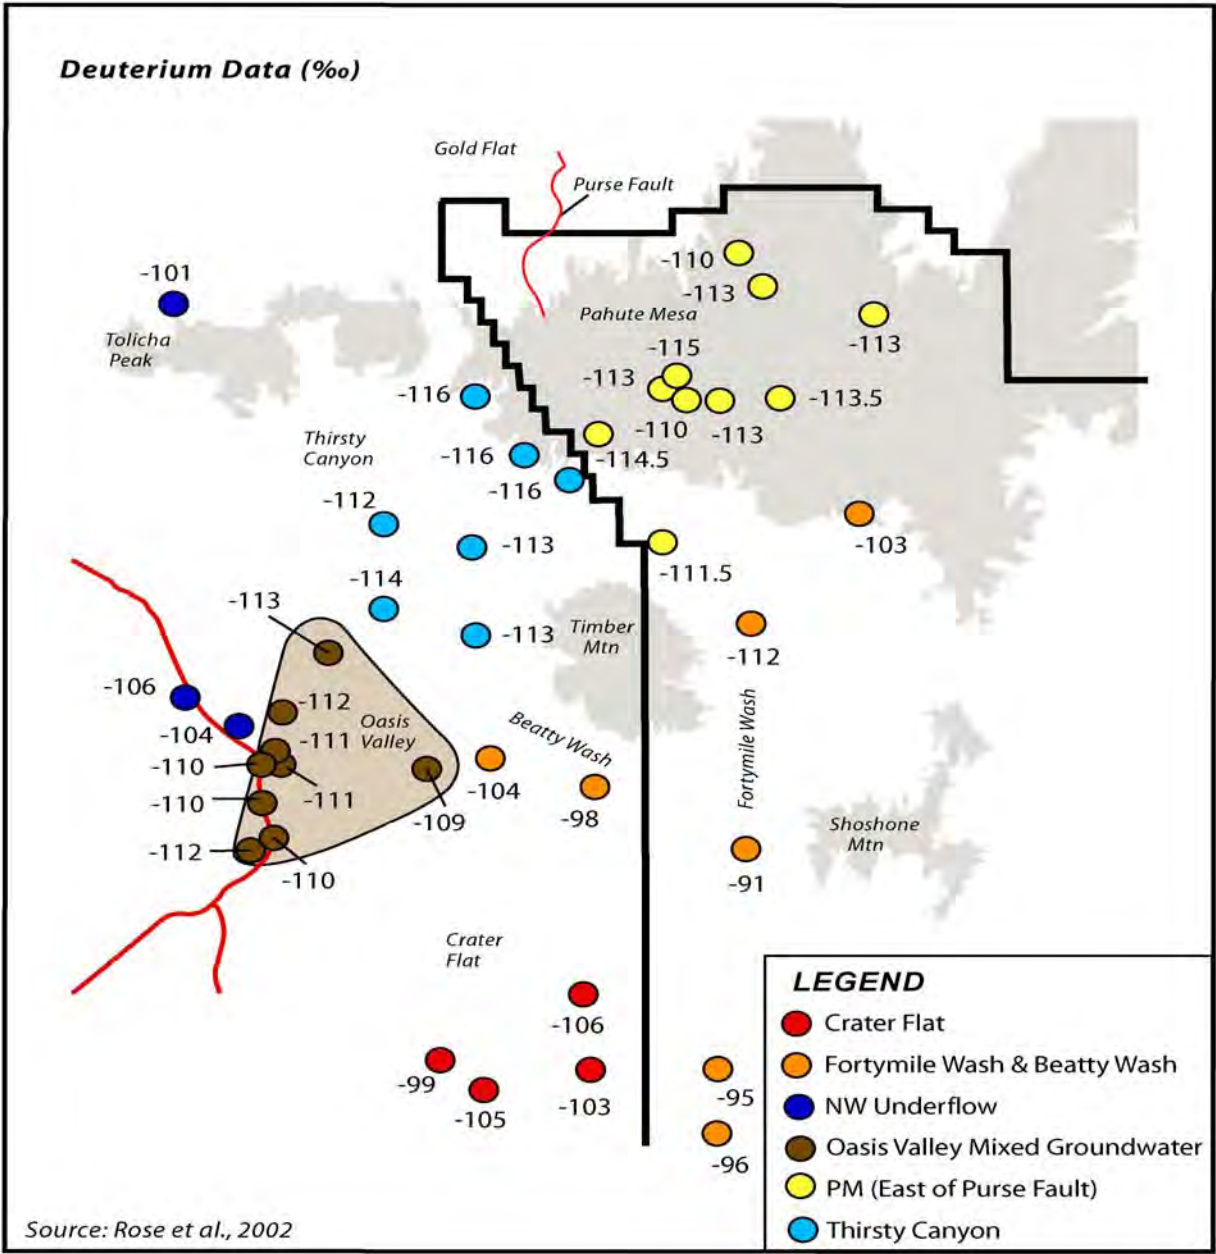 Deuterium Data (‰)
Gold Flat
Purse Fault
-101
-110
-113
Tolicha
Peak
Pahute Mesa
-113
-115
-113
-116
-113.5
-110
-113
Thirsty
Canyon
-116
-114.5
-116
-112
-103
-113
-111.5
-114
-113
-113
Timber
Mtn
-112
-106
-112
Oasis
Valley
Beatty Wash
Fortymile Wash
-104
-111
-110
-104
-111
-110
-109
-98
Shoshone
Mtn
-112
-110
-91
Crater
Flat
LEGEND
-106
Crater Flat
Fortymile Wash & Beatty Wash
-99
-105
-103
-95
NW Underflow
Oasis Valley Mixed Groundwater
-96
PM (East of Purse Fault)
Thirsty Canyon
Source: Rose et al., 2002